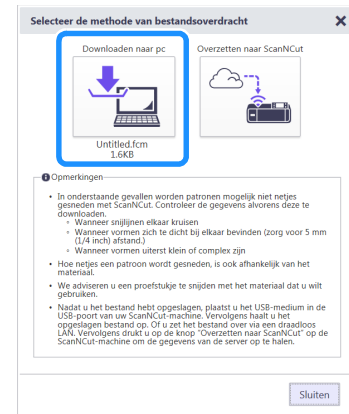 Selecteer de methode van bestandsoverdracht
Downloaden naar pc
Overzetten naar ScanNCut
Untitled.fcm
1.6KB
Opmerkingen
• In onderstaande gevallen worden patronen mogelijk niet netjes
gesneden met ScanNCut. Controleer de gegevens alvorens deze te
downloaden.
◦ Wanneer snijlijnen elkaar kruisen
◦ Wanneer vormen zich te dicht bij elkaar bevinden (zorg voor 5 mm
(1/4 inch) afstand.)
◦ Wanneer vormen uiterst klein of complex zijn
• Hoe netjes een patroon wordt gesneden, is ook afhankelijk van het
materiaal.
• We adviseren u een proefstukje te snijden met het materiaal dat u wilt
gebruiken.
• Nadat u het bestand hebt opgeslagen, plaatst u het USB-medium in de
USB-poort van uw ScanNCut-machine. Vervolgens haalt u het
opgeslagen bestand op. Of u zet het bestand over via een draadloos
LAN. Vervolgens drukt u op de knop "Overzetten naar ScanNCut" op de
ScanNCut-machine om de gegevens van de server op te halen.
Sluiten